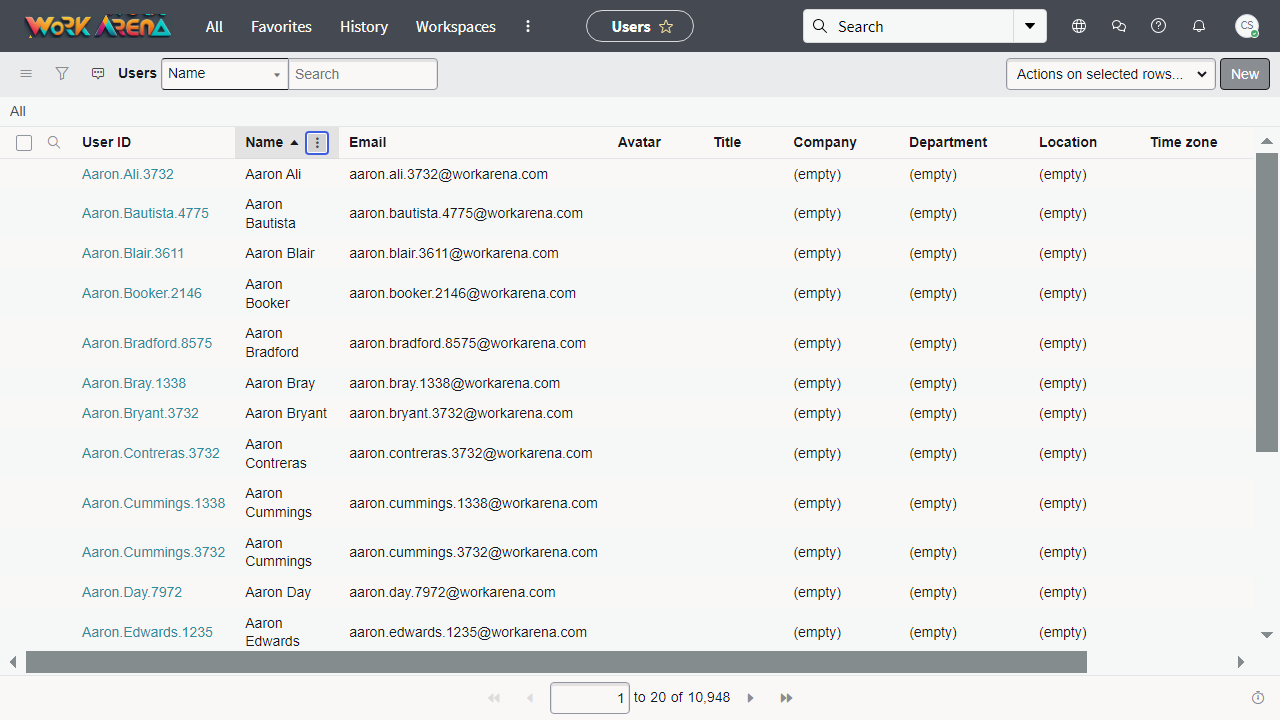 WORK ARENA
All Favorites History Workspaces Users Search CS
Users Name Search Actions on selected rows... New
All
User ID Name Email Avatar Title Company Department Location Time zone
Aaron.Ali.3732 Aaron Ali aaron.ali.3732@workarena.com (empty) (empty) (empty)
Aaron.Bautista.4775 Aaron Bautista aaron.bautista.4775@workarena.com (empty) (empty) (empty)
Aaron.Blair.3611 Aaron Blair aaron.blair.3611@workarena.com (empty) (empty) (empty)
Aaron.Booker.2146 Aaron Booker aaron.booker.2146@workarena.com (empty) (empty) (empty)
Aaron.Bradford.8575 Aaron Bradford aaron.bradford.8575@workarena.com (empty) (empty) (empty)
Aaron.Bray.1338 Aaron Bray aaron.bray.1338@workarena.com (empty) (empty) (empty)
Aaron.Bryant.3732 Aaron Bryant aaron.bryant.3732@workarena.com (empty) (empty) (empty)
Aaron.Contreras.3732 Aaron Contreras aaron.contreras.3732@workarena.com (empty) (empty) (empty)
Aaron.Cummings.1338 Aaron Cummings aaron.cummings.1338@workarena.com (empty) (empty) (empty)
Aaron.Cummings.3732 Aaron Cummings aaron.cummings.3732@workarena.com (empty) (empty) (empty)
Aaron.Day.7972 Aaron Day aaron.day.7972@workarena.com (empty) (empty) (empty)
Aaron.Edwards.1235 Aaron Edwards aaron.edwards.1235@workarena.com (empty) (empty) (empty)
1 to 20 of 10,948